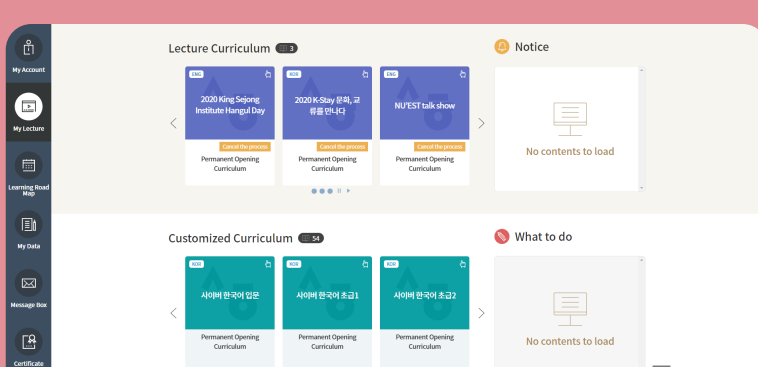 My Account
My Lecture
Learning Road
Map
My Data
Message Box
Certificate
Lecture Curriculum 3
ENG
2020 King Sejong
Institute Hangul Day
Cancel the process
Permanent Opening
Curriculum
KOR
2020 K-Stay 문화, 교
류를 만나다
Cancel the process
Permanent Opening
Curriculum
ENG
NU'EST talk show
Cancel the process
Permanent Opening
Curriculum
Notice
No contents to load
Customized Curriculum 54
KOR
사이버 한국어 입문
Permanent Opening
Curriculum
KOR
사이버 한국어 초급1
Permanent Opening
Curriculum
KOR
사이버 한국어 초급2
Permanent Opening
Curriculum
What to do
No contents to load